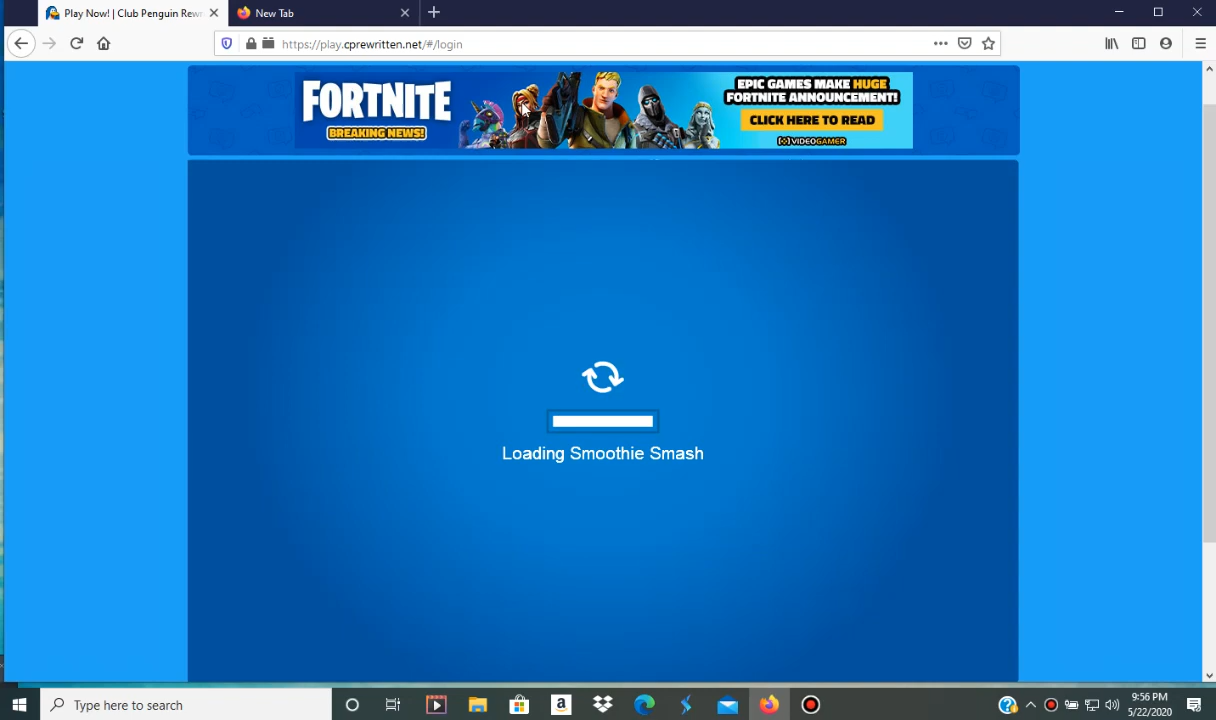 Play Now! | Club Penguin Rew
New Tab
https://play.cprewritten.net/#/login
FORTNITE
BREAKING NEWS!
EPIC GAMES MAKE HUGE
FORTNITE ANNOUNCEMENT!
CLICK HERE TO READ
VIDEOGAMER
Loading Smoothie Smash
Type here to search
9:56 PM
5/22/2020